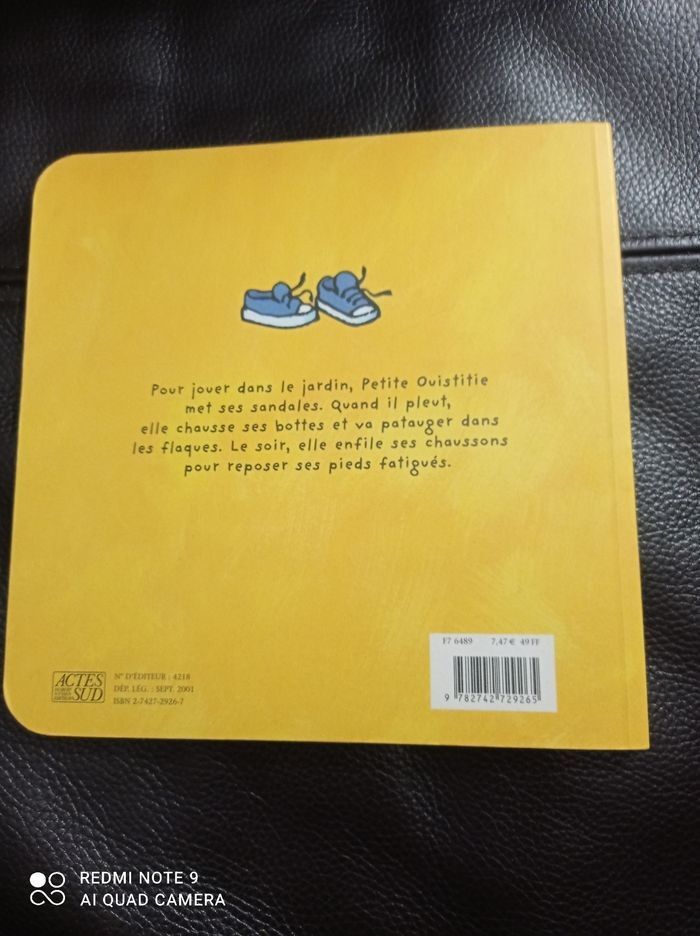 Pour jouer dans le jardin, Petite Ouistitie
met ses sandales. Quand il pleut,
elle chausse ses bottes et va patauger dans
les flaques. Le soir, elle enfile ses chaussons
pour reposer ses pieds fatigués.
F7 6489 7,47 € 49 FF
9 782742 729265
ACTES
SUD
N° D'ÉDITEUR : 4218
DÉP. LÉG. : SEPT. 2001
ISBN 2-7427-2926-7
REDMI NOTE 9
AI QUAD CAMERA